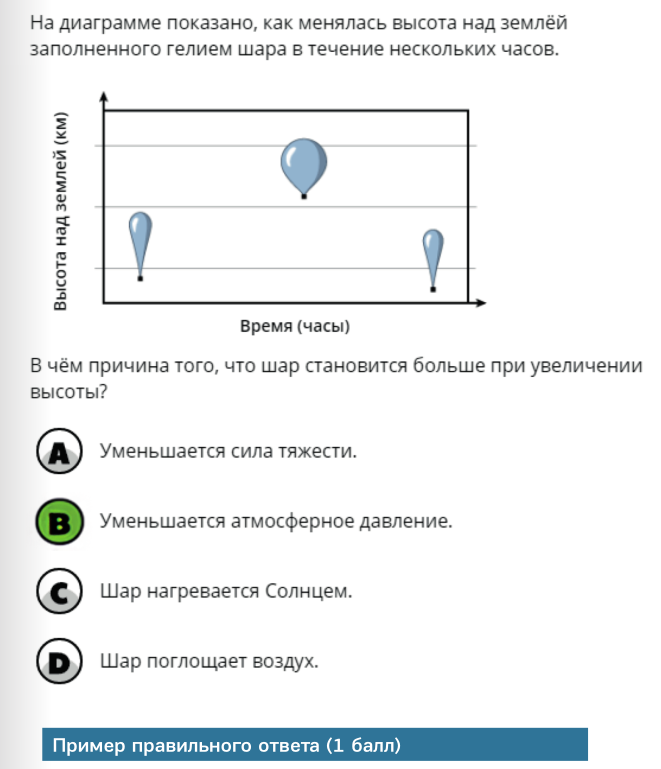 На диаграмме показано, как менялась высота над землёй
заполненного гелием шара в течение нескольких часов.
Высота над землей (км)
Время (часы)
В чём причина того, что шар становится больше при увеличении
высоты?
A Уменьшается сила тяжести.
B Уменьшается атмосферное давление.
C Шар нагревается Солнцем.
D Шар поглощает воздух.
Пример правильного ответа (1 балл)